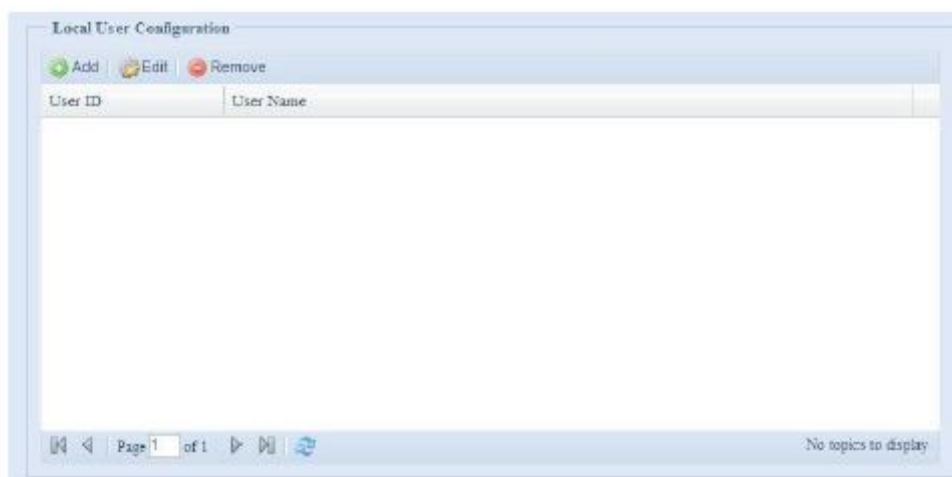 Local User Configuration
Add Edit Remove
User ID User Name
Page 1 of 1 No topics to display